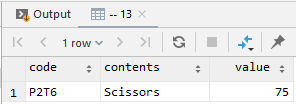 Output -- 13
1 row
code contents value
1 P2T6 Scissors 75